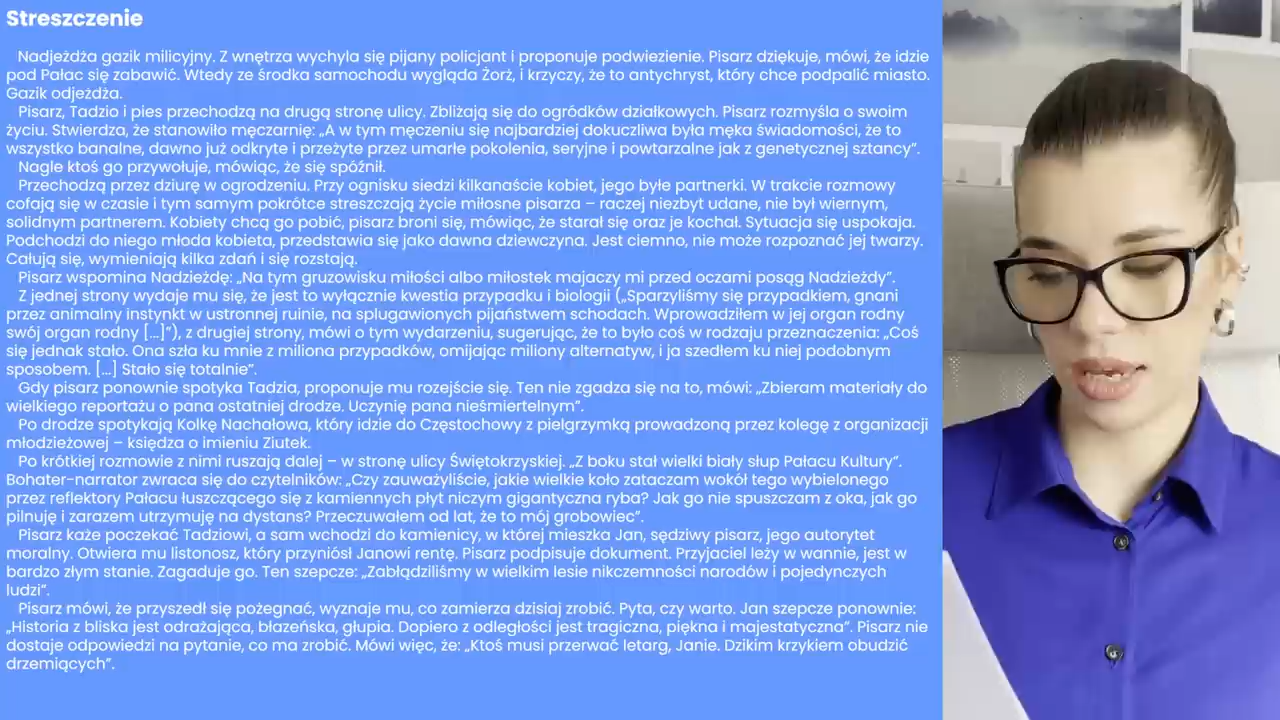 Streszczenie
Nadjeżdża gazik milicyjny. Z wnętrza wychyla się pijany policjant i proponuje podwiezienie. Pisarz dziękuje, mówi, że idzie
pod Pałac się zabawić. Wtedy ze środka samochodu wygląda Żorż, i krzyczy, że to antychryst, który chce podpalić miasto.
Gazik odjeżdża.
Pisarz, Tadzio i pies przechodzą na drugą stronę ulicy. Zbliżają się do ogródków działkowych. Pisarz rozmyśla o swoim
życiu. Stwierdza, że stanowiło męczarnię: „A w tym męczeniu się najbardziej dokuczliwa była męka świadomości, że to
wszystko banalne, dawno już odkryte i przeżyte przez umarłe pokolenia, seryjne i powtarzalne jak z genetycznej sztancy”.
Nagle ktoś go przywołuje, mówiąc, że się spóźnił.
Przechodzą przez dziurę w ogrodzeniu. Przy ognisku siedzi kilkanaście kobiet, jego byłe partnerki. W trakcie rozmowy
cofają się w czasie i tym samym pokrótce streszczają życie miłosne pisarza – raczej niezbyt udane, nie był wiernym,
solidnym partnerem. Kobiety chcą go pobić, pisarz broni się, mówiąc, że starał się oraz je kochał. Sytuacja się uspokaja.
Podchodzi do niego młoda kobieta, przedstawia się jako dawna dziewczyna. Jest ciemno, nie może rozpoznać jej twarzy.
Całują się, wymieniają kilka zdań i się rozstają.
Pisarz wspomina Nadzieżdę: „Na tym gruzowisku miłości albo miłostek majaczy mi przed oczami posąg Nadzieżdy”.
Z jednej strony wydaje mu się, że jest to wyłącznie kwestia przypadku i biologii („Sparzyliśmy się przypadkiem, gnani
przez animalny instynkt w ustronnej ruinie, na splugawionych pijaństwem schodach. Wprowadziłem w jej organ rodny
swój organ rodny [...]”), z drugiej strony, mówi o tym wydarzeniu, sugerując, że to było coś w rodzaju przeznaczenia: „Coś
się jednak stało. Ona szła ku mnie z miliona przypadków, omijając miliony alternatyw, i ja szedłem ku niej podobnym
sposobem. [...] Stało się totalnie”.
Gdy pisarz ponownie spotyka Tadzia, proponuje mu rozejście się. Ten nie zgadza się na to, mówi: „Zbieram materiały do
wielkiego reportażu o pana ostatniej drodze. Uczynię pana nieśmiertelnym”.
Po drodze spotykają Kolkę Nachałowa, który idzie do Częstochowy z pielgrzymką prowadzoną przez kolegę z organizacji
młodzieżowej – księdza o imieniu Ziutek.
Po krótkiej rozmowie z nimi ruszają dalej – w stronę ulicy Świętokrzyskiej. „Z boku stał wielki biały słup Pałacu Kultury”.
Bohater-narrator zwraca się do czytelników: „Czy zauważyliście, jakie wielkie koło zataczam wokół tego wybielonego
przez reflektory Pałacu łuszczącego się z kamiennych płyt niczym gigantyczna ryba? Jak go nie spuszczam z oka, jak go
pilnuję i zarazem utrzymuję na dystans? Przeczuwałem od lat, że to mój grobowiec”.
Pisarz każe poczekać Tadziowi, a sam wchodzi do kamienicy, w której mieszka Jan, sędziwy pisarz, jego autorytet
moralny. Otwiera mu listonosz, który przyniósł Janowi rentę. Pisarz podpisuje dokument. Przyjaciel leży w wannie, jest w
bardzo złym stanie. Zagaduje go. Ten szepcze: „Zabłądziliśmy w wielkim lesie nikczemności narodów i pojedynczych
ludzi”.
Pisarz mówi, że przyszedł się pożegnać, wyznaje mu, co zamierza dzisiaj zrobić. Pyta, czy warto. Jan szepcze ponownie:
„Historia z bliska jest odrażająca, błazeńska, głupia. Dopiero z odległości jest tragiczna, piękna i majestatyczna”. Pisarz nie
dostaje odpowiedzi na pytanie, co ma zrobić. Mówi więc, że: „Ktoś musi przerwać letarg, Janie. Dzikim krzykiem obudzić
drzemiących”.